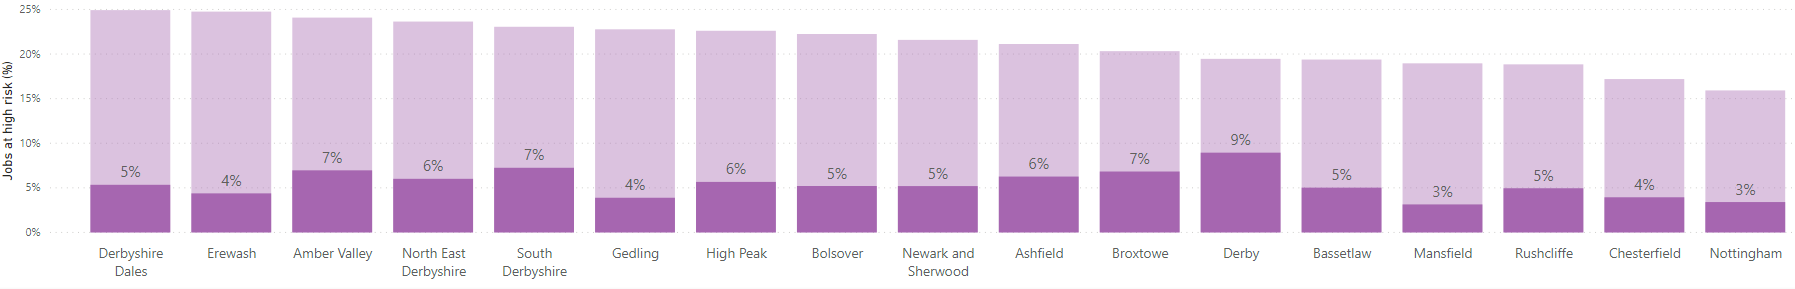 Jobs at high risk (%)
25%
20%
15%
10%
5%
0%
5%
4%
7%
6%
7%
4%
6%
5%
5%
6%
7%
9%
5%
3%
5%
4%
3%
Derbyshire
Dales
Erewash
Amber Valley
North East
Derbyshire
South
Derbyshire
Gedling
High Peak
Bolsover
Newark and
Sherwood
Ashfield
Broxtowe
Derby
Bassetlaw
Mansfield
Rushcliffe
Chesterfield
Nottingham